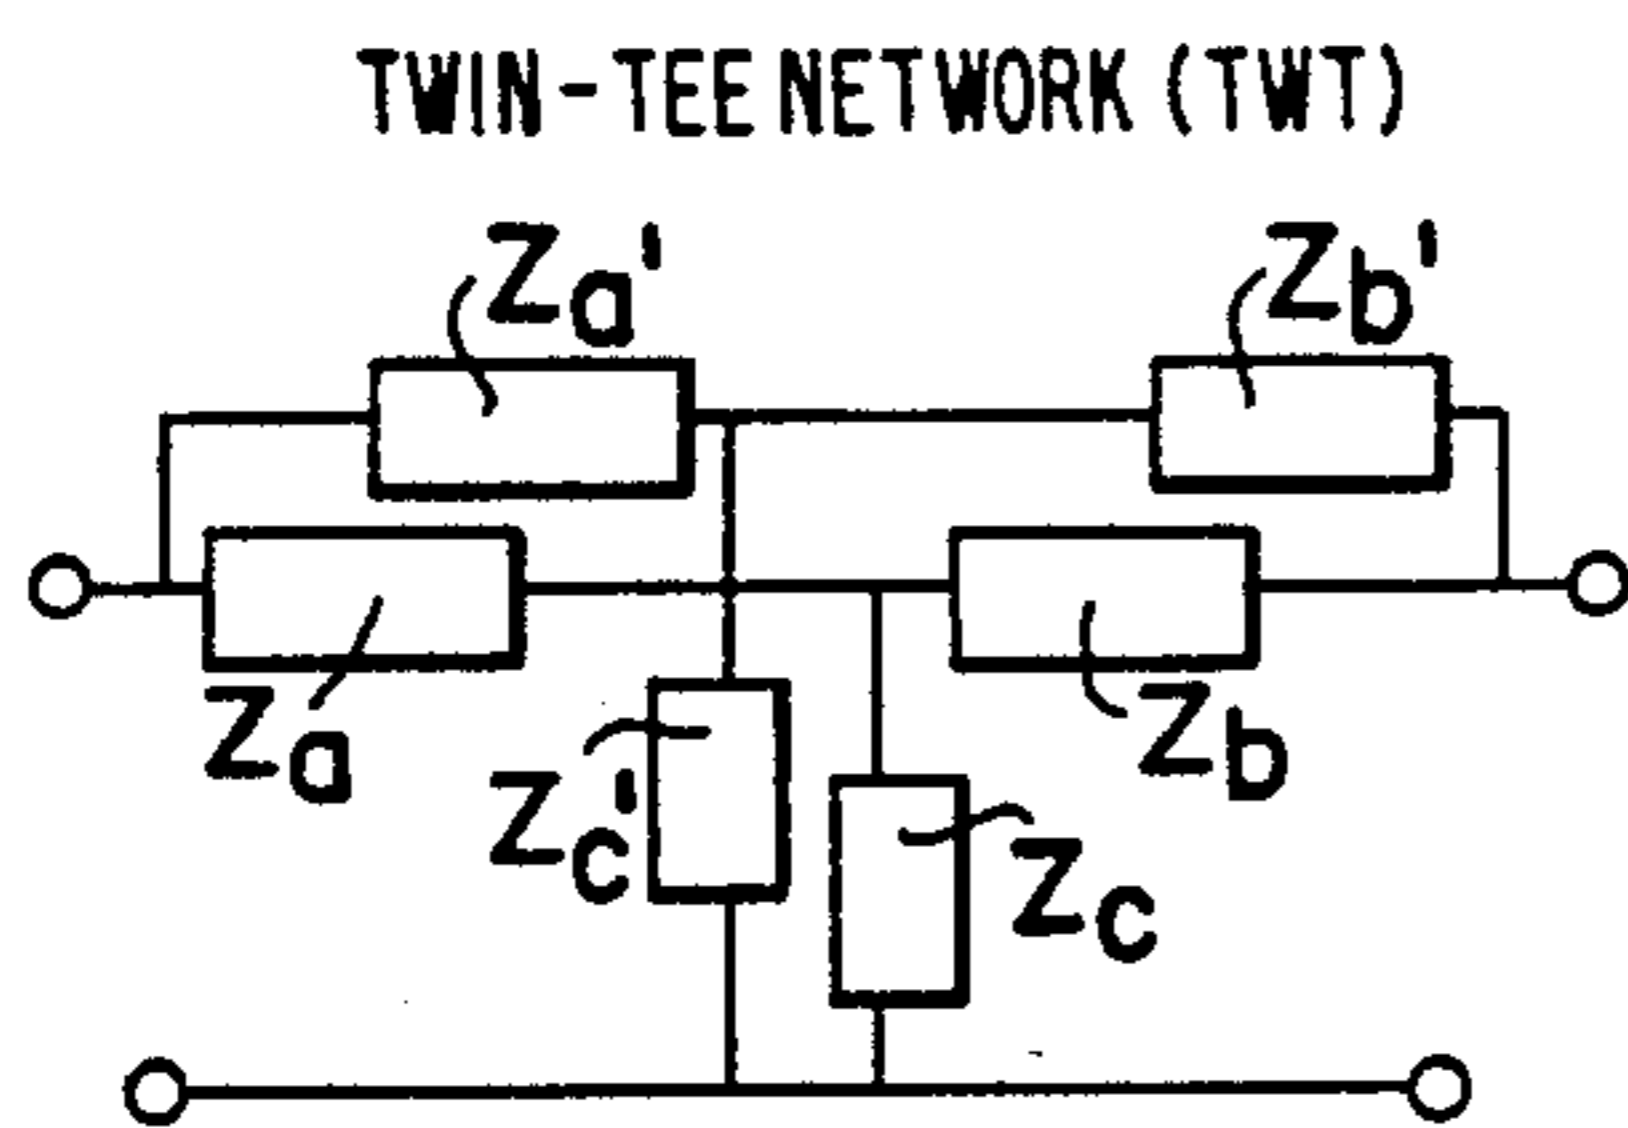 TWIN-TEE NETWORK (TWT)
Za'
Zb'
Za
Zb
Zc'
Zc